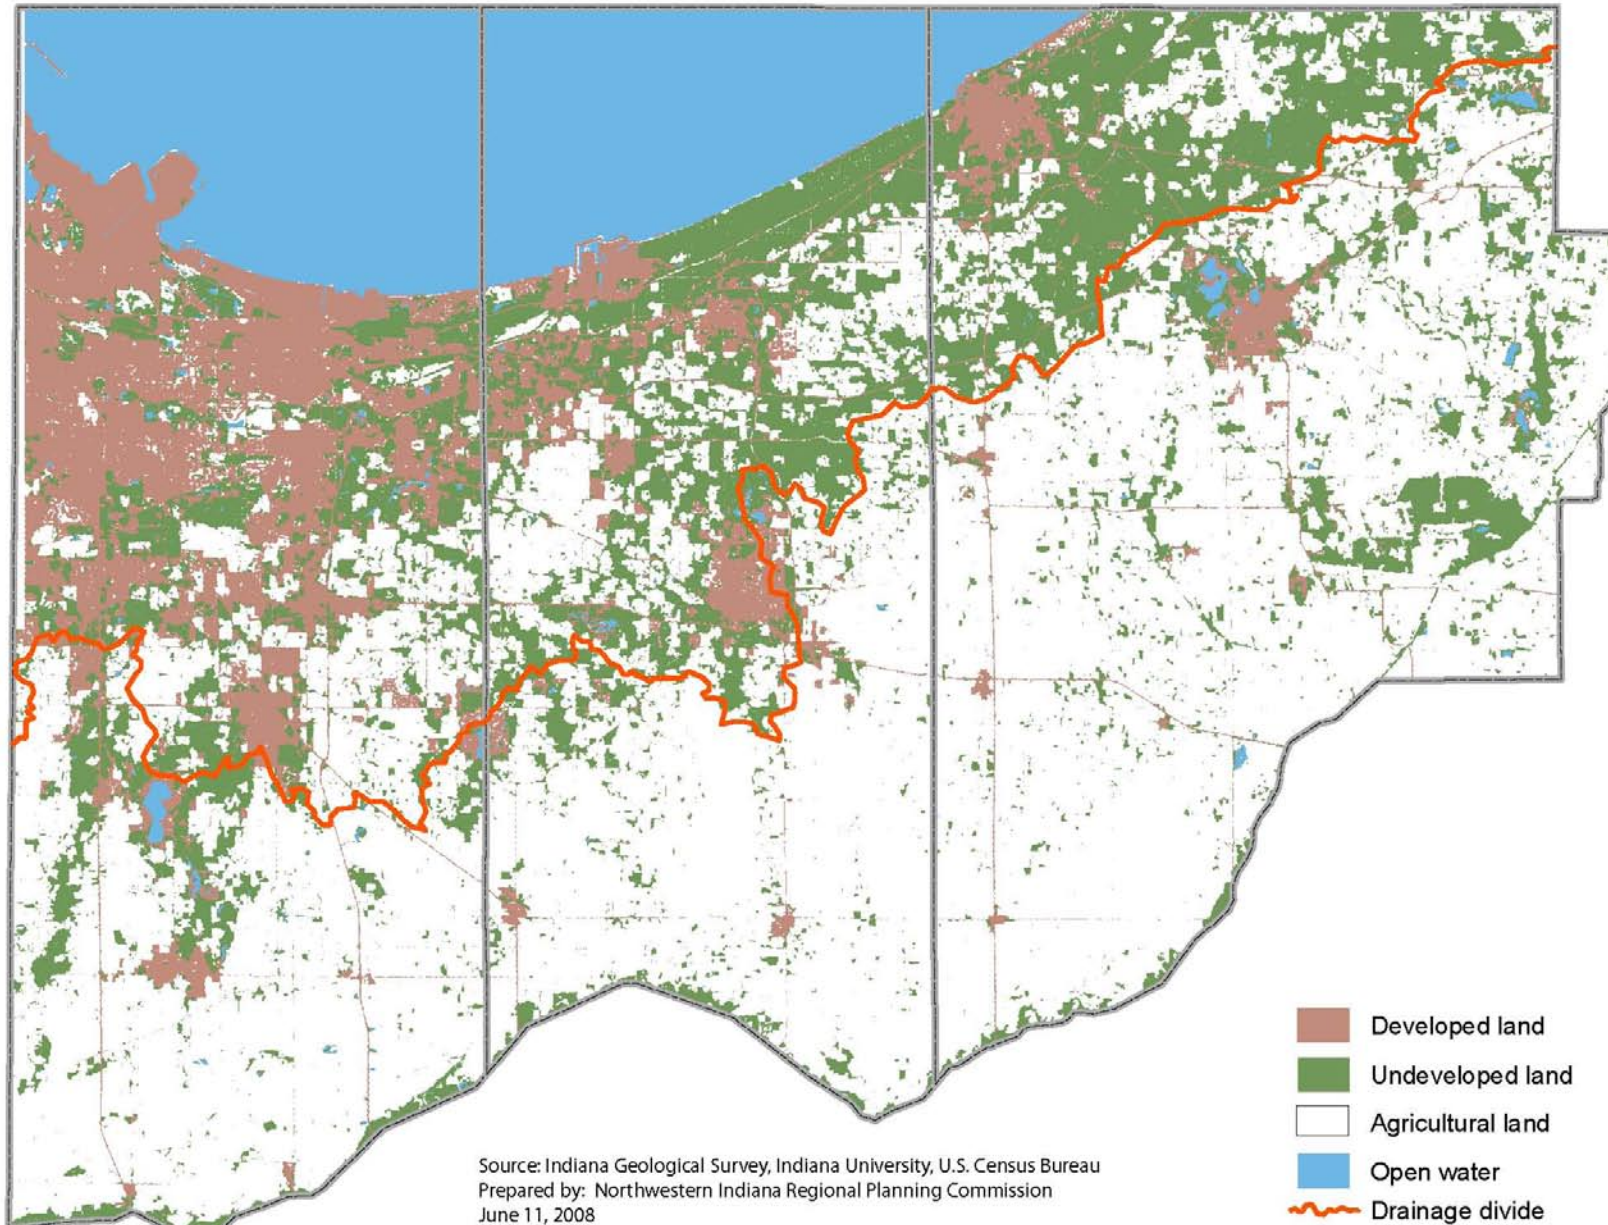 Developed land
Undeveloped land
Agricultural land
Open water
Drainage divide
Source: Indiana Geological Survey, Indiana University, U.S. Census Bureau
Prepared by: Northwestern Indiana Regional Planning Commission
June 11, 2008